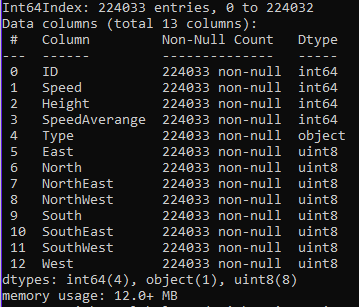 Int64Index: 224033 entries, 0 to 224032
Data columns (total 13 columns):
 #   Column         Non-Null Count   Dtype
---  ------         --------------   -----
 0   ID             224033 non-null  int64
 1   Speed          224033 non-null  int64
 2   Height         224033 non-null  int64
 3   SpeedAverange  224033 non-null  int64
 4   Type           224033 non-null  object
 5   East           224033 non-null  uint8
 6   North          224033 non-null  uint8
 7   NorthEast      224033 non-null  uint8
 8   NorthWest      224033 non-null  uint8
 9   South          224033 non-null  uint8
 10  SouthEast      224033 non-null  uint8
 11  SouthWest      224033 non-null  uint8
 12  West           224033 non-null  uint8
dtypes: int64(4), object(1), uint8(8)
memory usage: 12.0+ MB